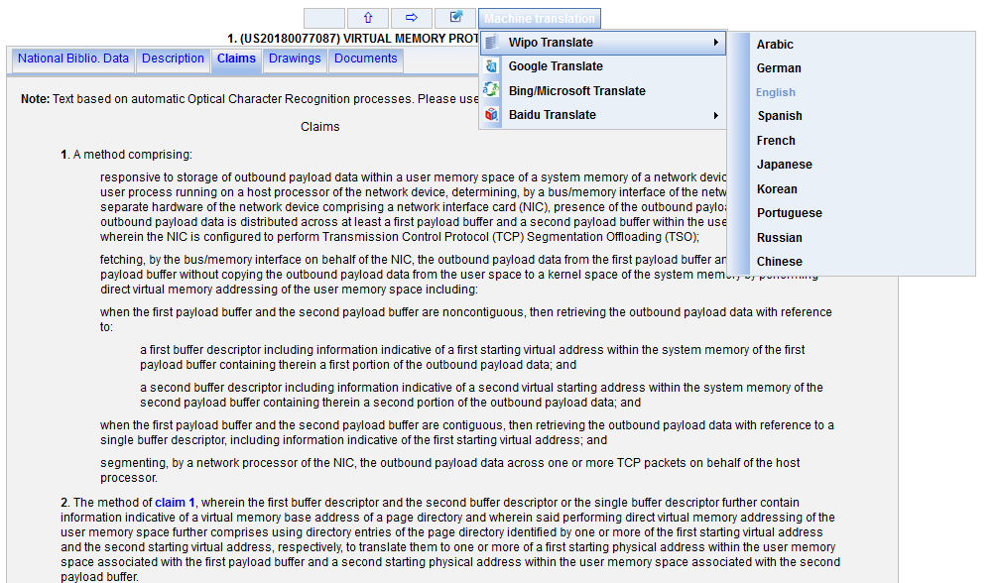 Machine translation
1. (US20180077087) VIRTUAL MEMORY PROT
National Biblio. Data Description Claims Drawings Documents
Wipo Translate
Google Translate
Bing/Microsoft Translate
Baidu Translate
Arabic
German
English
Spanish
French
Japanese
Korean
Portuguese
Russian
Chinese
Note: Text based on automatic Optical Character Recognition processes. Please use
Claims
1. A method comprising:
responsive to storage of outbound payload data within a user memory space of a system memory of a network devic
user process running on a host processor of the network device, determining, by a bus/memory interface of the netw
separate hardware of the network device comprising a network interface card (NIC), presence of the outbound payloa
outbound payload data is distributed across at least a first payload buffer and a second payload buffer within the use
wherein the NIC is configured to perform Transmission Control Protocol (TCP) Segmentation Offloading (TSO);
fetching, by the bus/memory interface on behalf of the NIC, the outbound payload data from the first payload buffer an
payload buffer without copying the outbound payload data from the user space to a kernel space of the system memory by performing
direct virtual memory addressing of the user memory space including:
when the first payload buffer and the second payload buffer are noncontiguous, then retrieving the outbound payload data with reference
to:
a first buffer descriptor including information indicative of a first starting virtual address within the system memory of the first
payload buffer containing therein a first portion of the outbound payload data; and
a second buffer descriptor including information indicative of a second virtual starting address within the system memory of the
second payload buffer containing therein a second portion of the outbound payload data; and
when the first payload buffer and the second payload buffer are contiguous, then retrieving the outbound payload data with reference to a
single buffer descriptor, including information indicative of the first starting virtual address; and
segmenting, by a network processor of the NIC, the outbound payload data across one or more TCP packets on behalf of the host
processor.
2. The method of claim 1, wherein the first buffer descriptor and the second buffer descriptor or the single buffer descriptor further contain
information indicative of a virtual memory base address of a page directory and wherein said performing direct virtual memory addressing of the
user memory space further comprises using directory entries of the page directory identified by one or more of the first starting virtual address
and the second starting virtual address, respectively, to translate them to one or more of a first starting physical address within the user memory
space associated with the first payload buffer and a second starting physical address within the user memory space associated with the second
payload buffer.